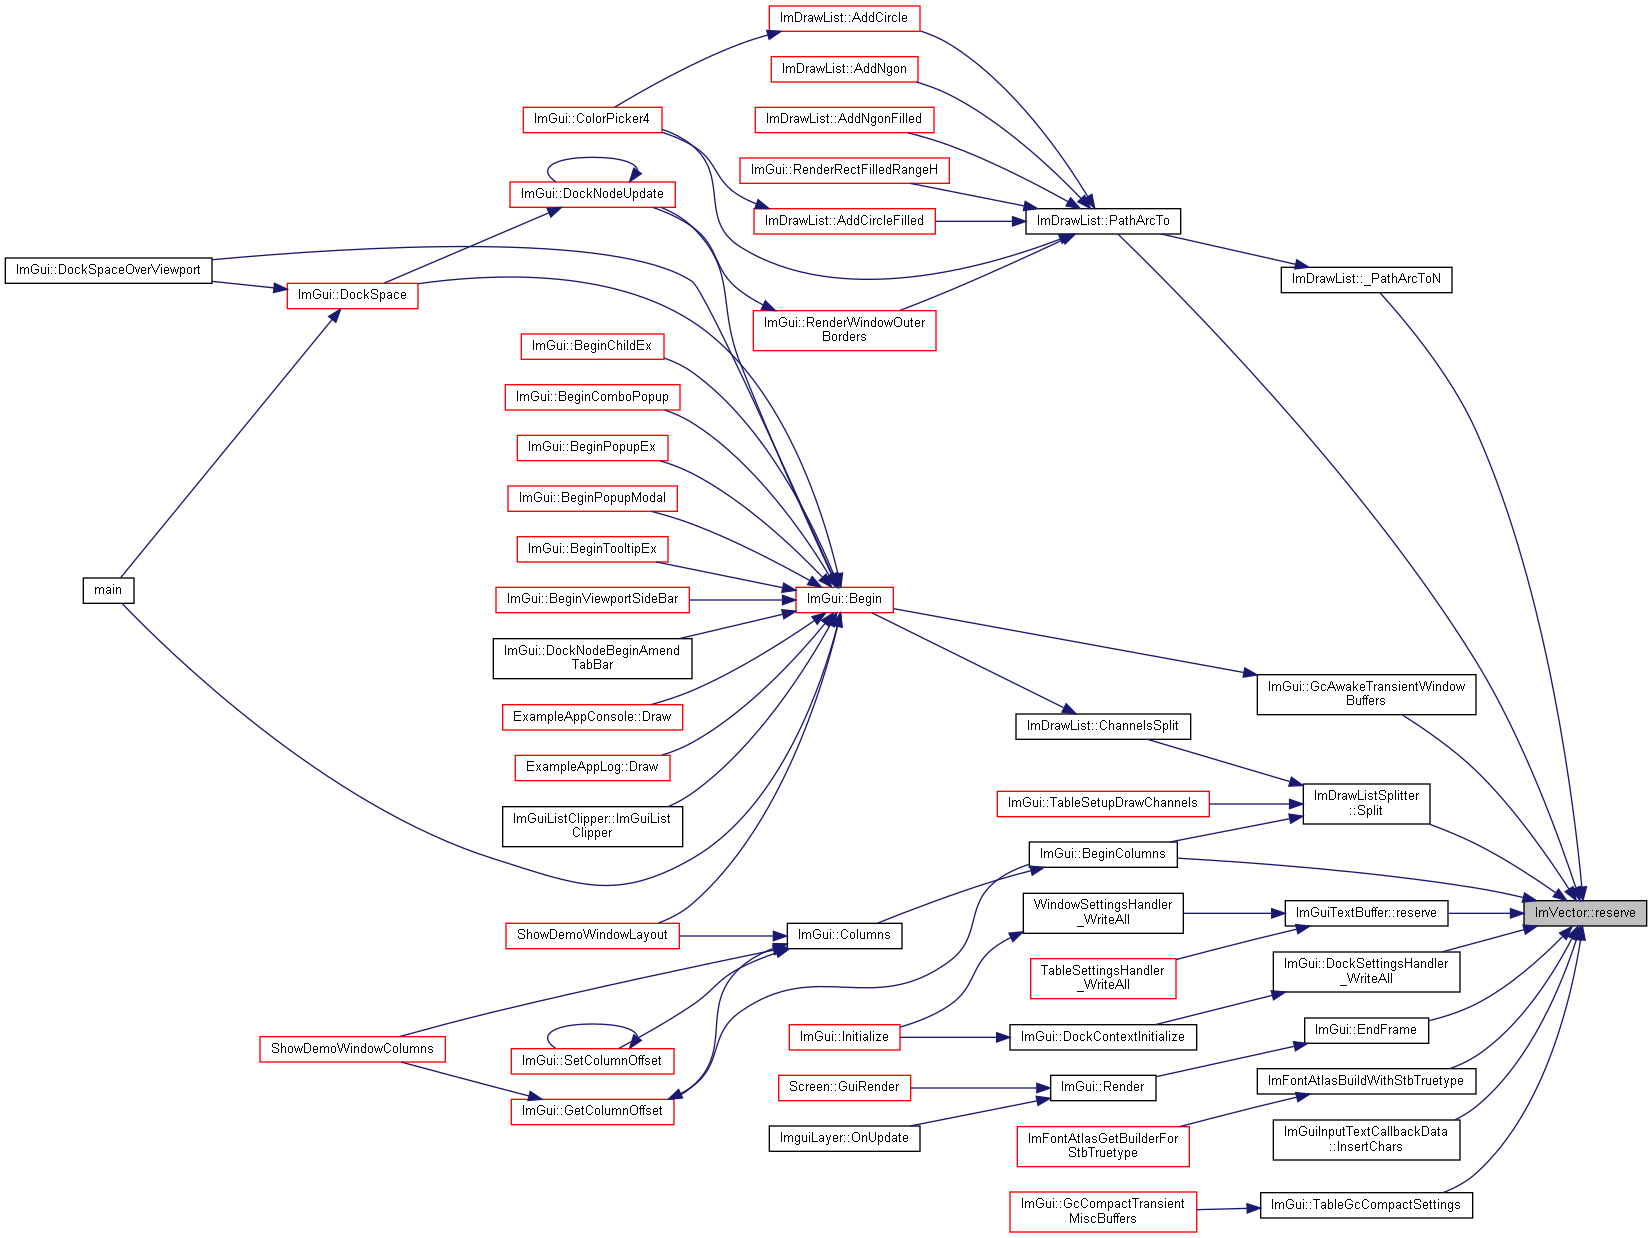 ImDrawList::AddCircle
ImDrawList::AddNgon
ImGui::ColorPicker4
ImDrawList::AddNgonFilled
ImGui::RenderRectFilledRangeH
ImGui::DockNodeUpdate
ImDrawList::AddCircleFilled
ImDrawList::PathArcTo
ImGui::DockSpaceOverViewport
ImDrawList::_PathArcToN
ImGui::DockSpace
ImGui::RenderWindowOuter
Borders
ImGui::BeginChildEx
ImGui::BeginComboPopup
ImGui::BeginPopupEx
ImGui::BeginPopupModal
ImGui::BeginTooltipEx
main
ImGui::BeginViewportSideBar
ImGui::Begin
ImGui::DockNodeBeginAmend
TabBar
ImGui::GcAwakeTransientWindow
Buffers
ExampleAppConsole::Draw
ImDrawList::ChannelsSplit
ExampleAppLog::Draw
ImGui::TableSetupDrawChannels
ImDrawListSplitter
::Split
ImGuiListClipper::ImGuiList
Clipper
ImGui::BeginColumns
WindowSettingsHandler
_WriteAll
ImGuiTextBuffer::reserve
ImVector::reserve
ShowDemoWindowLayout
ImGui::Columns
TableSettingsHandler
_WriteAll
ImGui::DockSettingsHandler
_WriteAll
ImGui::Initialize
ImGui::DockContextInitialize
ImGui::EndFrame
ShowDemoWindowColumns
ImGui::SetColumnOffset
Screen::GuiRender
ImGui::Render
ImFontAtlasBuildWithStbTruetype
ImGui::GetColumnOffset
ImguiLayer::OnUpdate
ImFontAtlasGetBuilderFor
StbTruetype
ImGuiInputTextCallbackData
::InsertChars
ImGui::GcCompactTransient
MiscBuffers
ImGui::TableGcCompactSettings